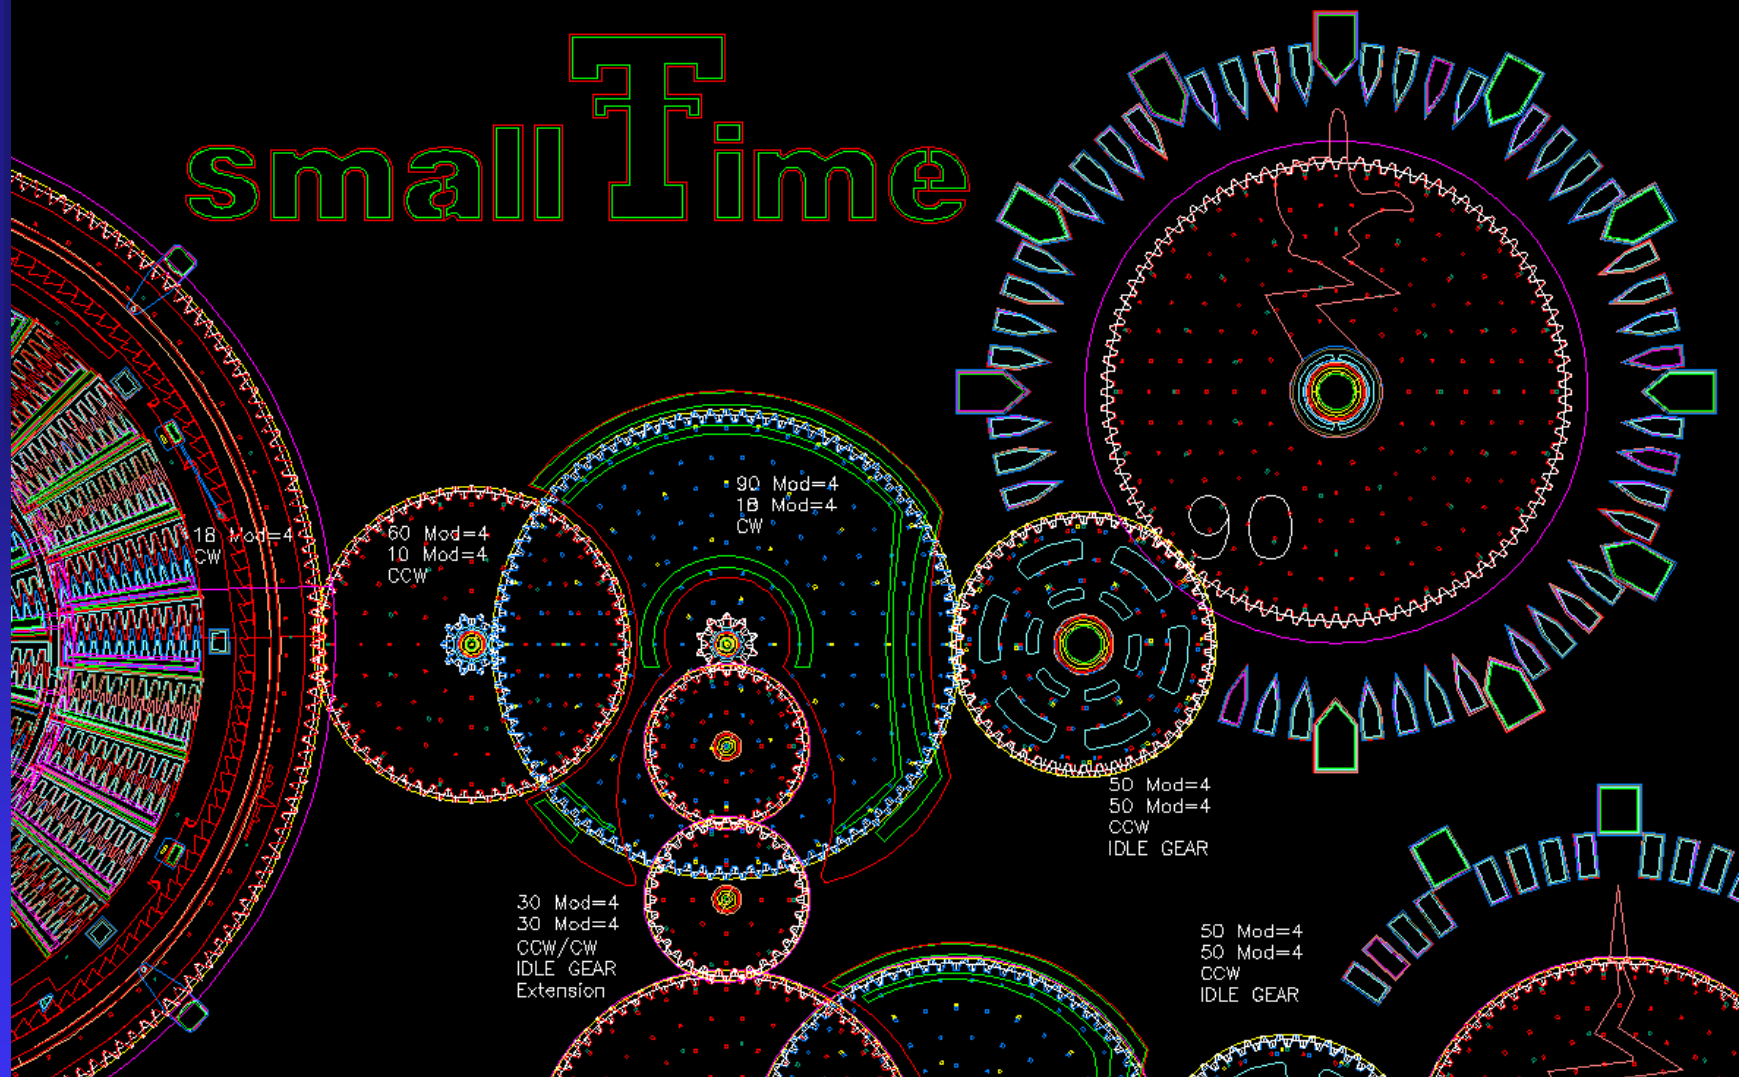 small Time
90 Mod=4
18 Mod=4
CW
18 Mod=4
CW
60 Mod=4
10 Mod=4
CCW
90
50 Mod=4
50 Mod=4
CCW
IDLE GEAR
30 Mod=4
30 Mod=4
CCW/CW
IDLE GEAR
Extension
50 Mod=4
50 Mod=4
CCW
IDLE GEAR